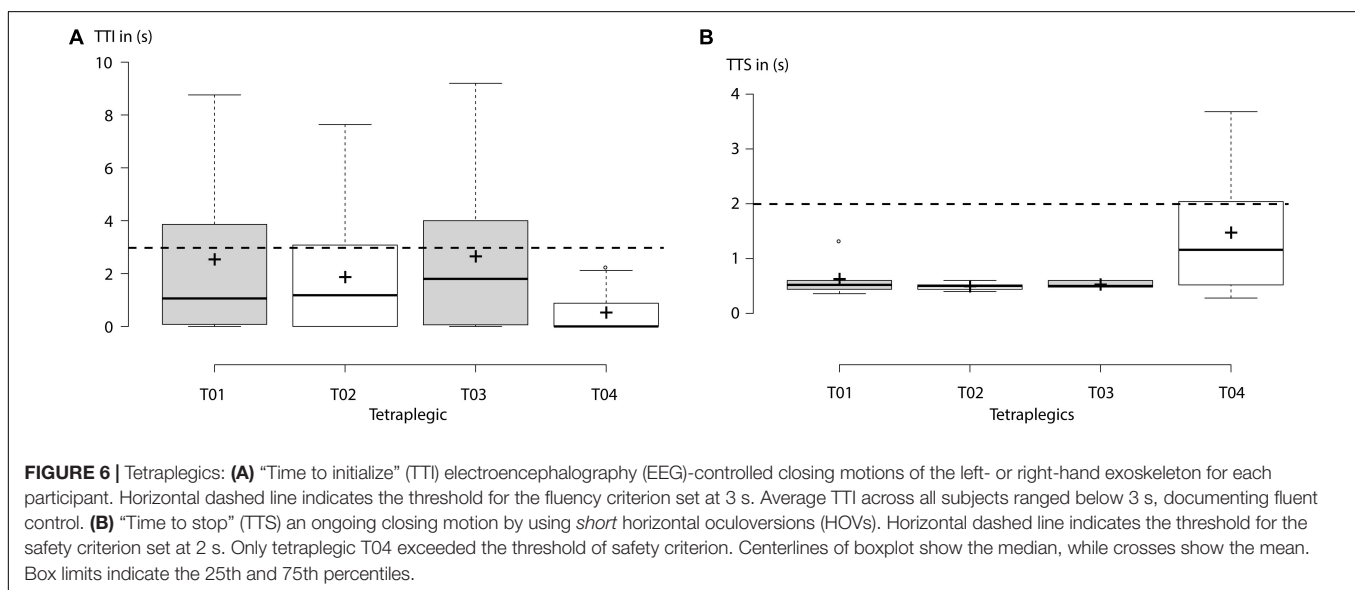 A TTI in (s)
10
8
6
4
2
0
T01 T02 T03 T04
Tetraplegic
B
TTS in (s)
4
3
2
1
0
T01 T02 T03 T04
Tetraplegics
FIGURE 6 | Tetraplegics: (A) “Time to initialize” (TTI) electroencephalography (EEG)-controlled closing motions of the left- or right-hand exoskeleton for each
participant. Horizontal dashed line indicates the threshold for the fluency criterion set at 3 s. Average TTI across all subjects ranged below 3 s, documenting fluent
control. (B) “Time to stop” (TTS) an ongoing closing motion by using short horizontal oculoversions (HOVs). Horizontal dashed line indicates the threshold for the
safety criterion set at 2 s. Only tetraplegic T04 exceeded the threshold of safety criterion. Centerlines of boxplot show the median, while crosses show the mean.
Box limits indicate the 25th and 75th percentiles.